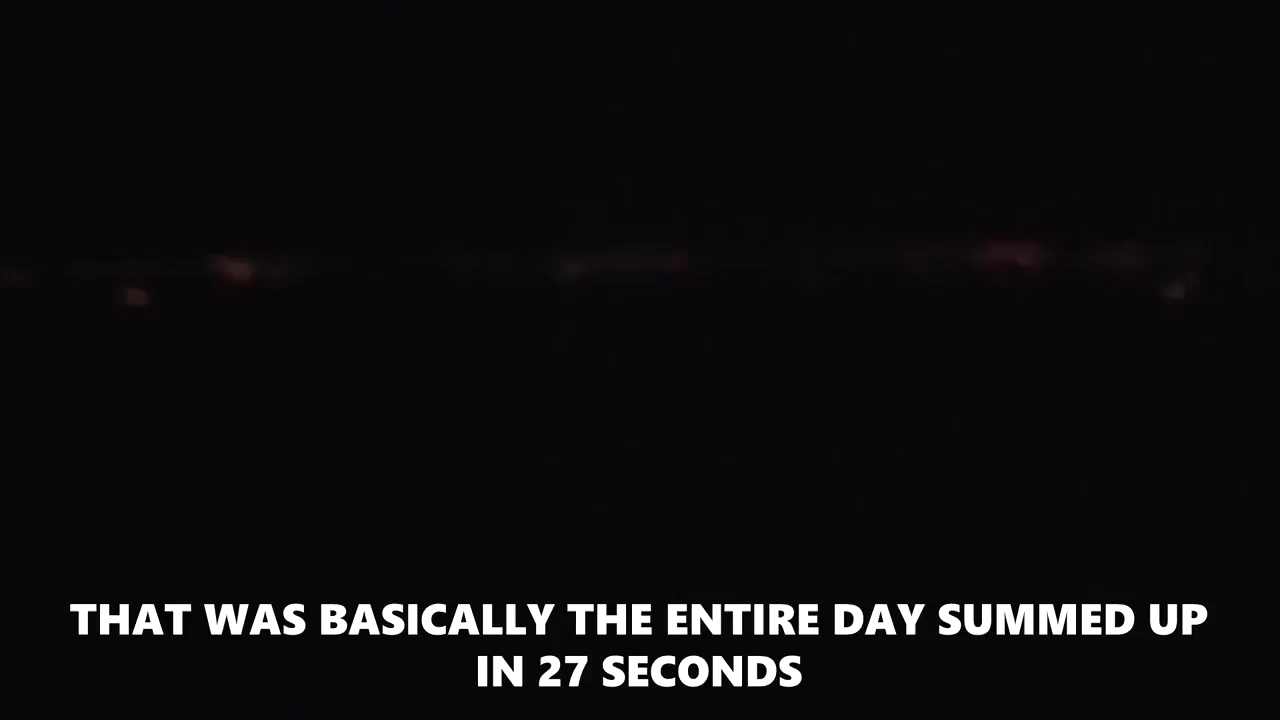 THAT WAS BASICALLY THE ENTIRE DAY SUMMED UP
IN 27 SECONDS